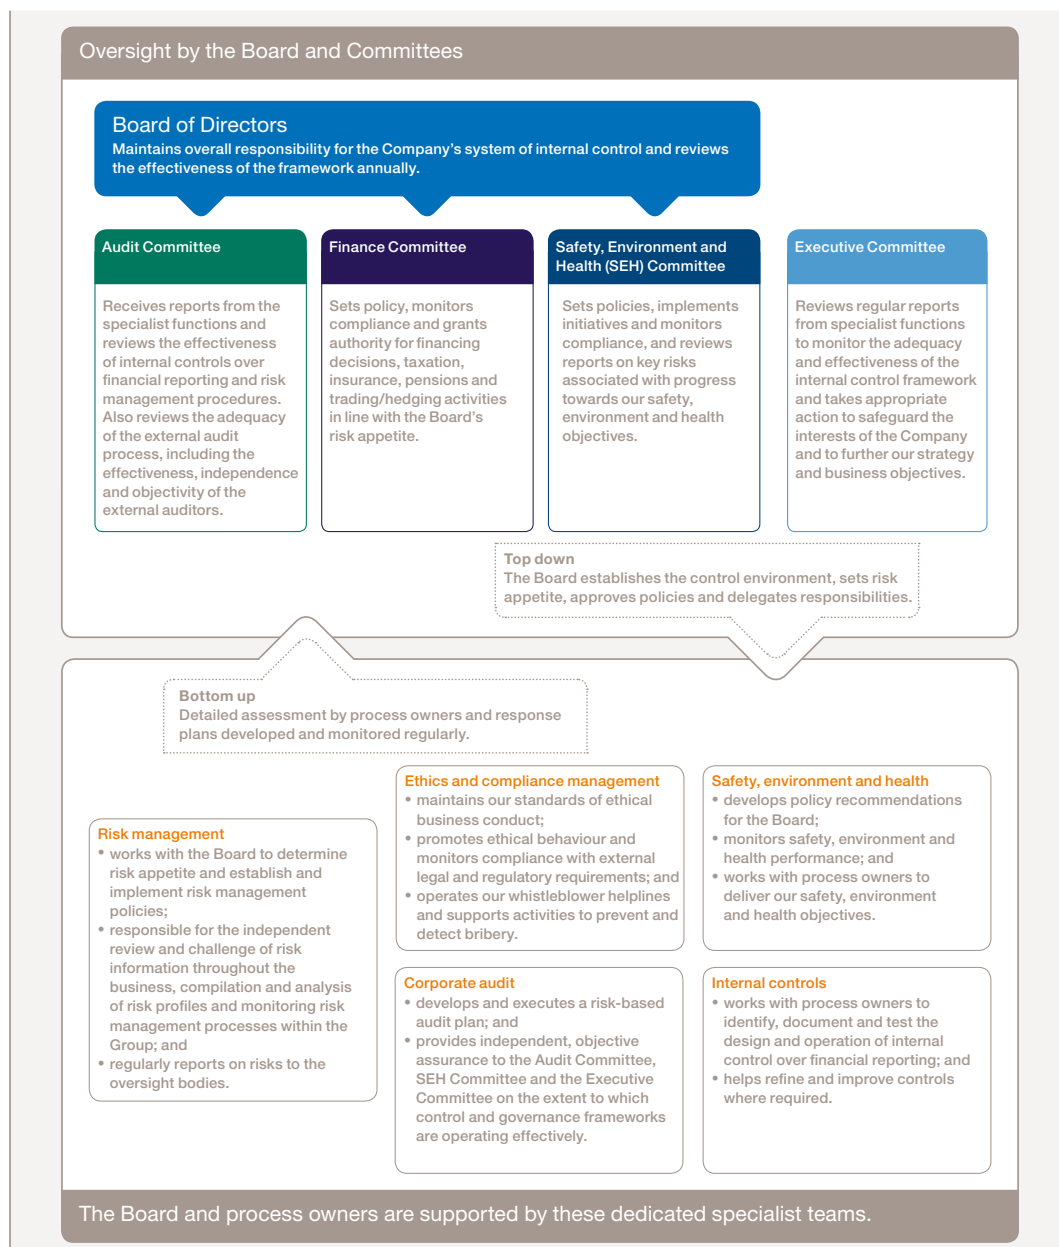 Oversight by the Board and Committees
Board of Directors
Maintains overall responsibility for the Company's system of internal control and reviews
the effectiveness of the framework annually.
Audit Committee
Receives reports from the
specialist functions and
reviews the effectiveness
of internal controls over
financial reporting and risk
management procedures.
Also reviews the adequacy
of the external audit
process, including the
effectiveness, independence
and objectivity of the
external auditors.
Finance Committee
Sets policy, monitors
compliance and grants
authority for financing
decisions, taxation,
insurance, pensions and
trading/hedging activities
in line with the Board's
risk appetite.
Safety, Environment and
Health (SEH) Committee
Sets policies, implements
initiatives and monitors
compliance, and reviews
reports on key risks
associated with progress
towards our safety,
environment and health
objectives.
Executive Committee
Reviews regular reports
from specialist functions
to monitor the adequacy
and effectiveness of the
internal control framework
and takes appropriate
action to safeguard the
interests of the Company
and to further our strategy
and business objectives.
Top down
The Board establishes the control environment, sets risk
appetite, approves policies and delegates responsibilities.
Bottom up
Detailed assessment by process owners and response
plans developed and monitored regularly.
Risk management
• works with the Board to determine
risk appetite and establish and
implement risk management
policies;
• responsible for the independent
review and challenge of risk
information throughout the
business, compilation and analysis
of risk profiles and monitoring risk
management processes within the
Group; and
• regularly reports on risks to the
oversight bodies.
Ethics and compliance management
• maintains our standards of ethical
business conduct;
• promotes ethical behaviour and
monitors compliance with external
legal and regulatory requirements; and
• operates our whistleblower helplines
and supports activities to prevent and
detect bribery.
Safety, environment and health
• develops policy recommendations
for the Board;
• monitors safety, environment and
health performance; and
• works with process owners to
deliver our safety, environment
and health objectives.
Corporate audit
• develops and executes a risk-based
audit plan; and
• provides independent, objective
assurance to the Audit Committee,
SEH Committee and the Executive
Committee on the extent to which
control and governance frameworks
are operating effectively.
Internal controls
• works with process owners to
identify, document and test the
design and operation of internal
control over financial reporting; and
• helps refine and improve controls
where required.
The Board and process owners are supported by these dedicated specialist teams.